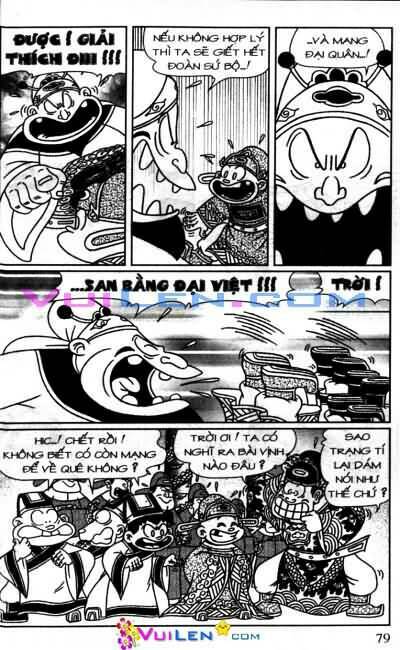 ĐƯỢC ! GIẢI
THÍCH ĐI !!!
NẾU KHÔNG HỢP LÝ
THÌ TA SẼ GIẾT HẾT
ĐOÀN SỨ BỘ...!
...VÀ MANG
ĐẠI QUÂN...!
...SAN BẰNG ĐẠI VIỆT !!!
TRỜI !
VUILEN.COM
HIC...! CHẾT RỒI !
KHÔNG BIẾT CÓ CÒN MẠNG
ĐỂ VỀ QUÊ KHÔNG ?
TRỜI ƠI ! TA CÓ
NGHĨ RA BÀI VỊNH
NÀO ĐÂU ?
SAO
TRẠNG TÍ
LẠI DÁM
NÓI NHƯ
THẾ CHỨ ?
VUILEN.COM
79